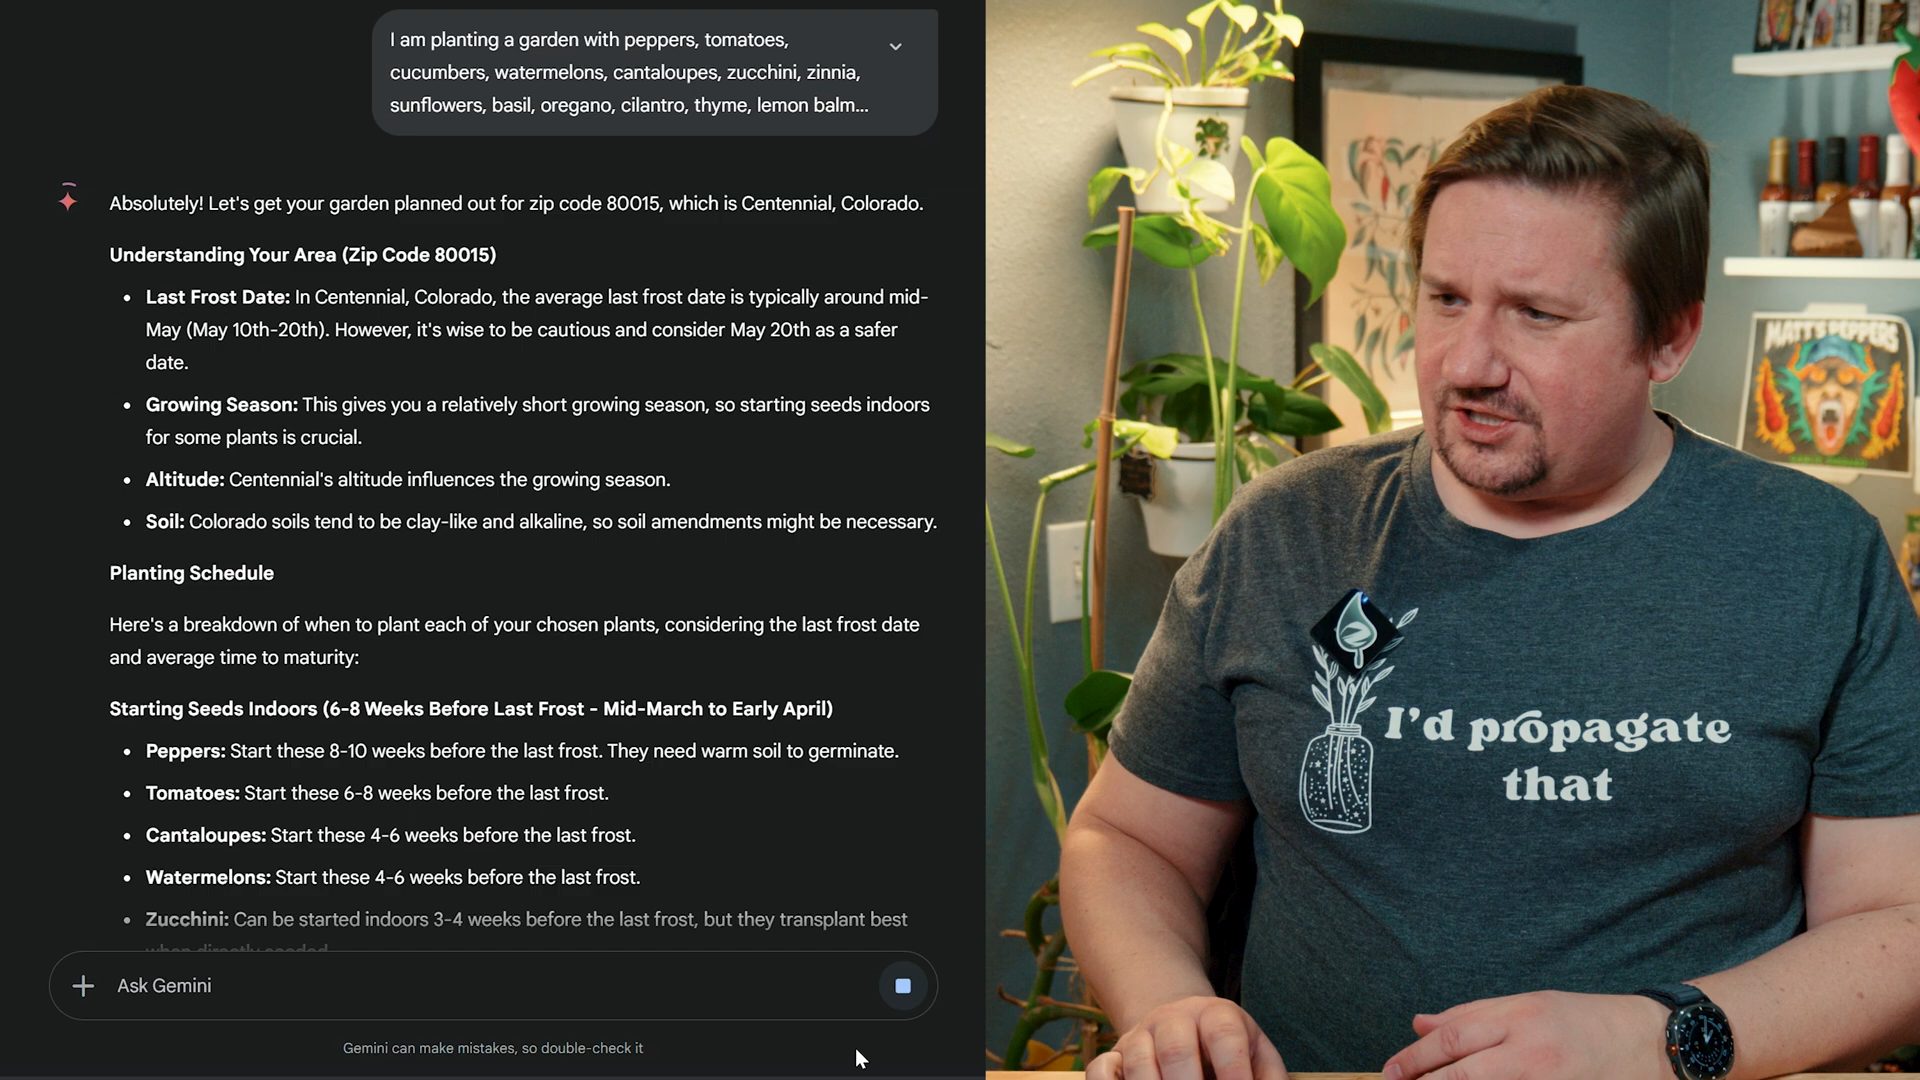 I am planting a garden with peppers, tomatoes,
cucumbers, watermelons, cantaloupes, zucchini, zinnia,
sunflowers, basil, oregano, cilantro, thyme, lemon balm...
Absolutely! Let's get your garden planned out for zip code 80015, which is Centennial, Colorado.
Understanding Your Area (Zip Code 80015)
• Last Frost Date: In Centennial, Colorado, the average last frost date is typically around mid-
May (May 10th-20th). However, it's wise to be cautious and consider May 20th as a safer
date.
• Growing Season: This gives you a relatively short growing season, so starting seeds indoors
for some plants is crucial.
• Altitude: Centennial's altitude influences the growing season.
• Soil: Colorado soils tend to be clay-like and alkaline, so soil amendments might be necessary.
Planting Schedule
Here's a breakdown of when to plant each of your chosen plants, considering the last frost date
and average time to maturity:
Starting Seeds Indoors (6-8 Weeks Before Last Frost - Mid-March to Early April)
• Peppers: Start these 8-10 weeks before the last frost. They need warm soil to germinate.
• Tomatoes: Start these 6-8 weeks before the last frost.
• Cantaloupes: Start these 4-6 weeks before the last frost.
• Watermelons: Start these 4-6 weeks before the last frost.
• Zucchini: Can be started indoors 3-4 weeks before the last frost, but they transplant best
when directly seeded.
Ask Gemini
Gemini can make mistakes, so double-check it
MATT'S PEPPERS
I'd propagate
that